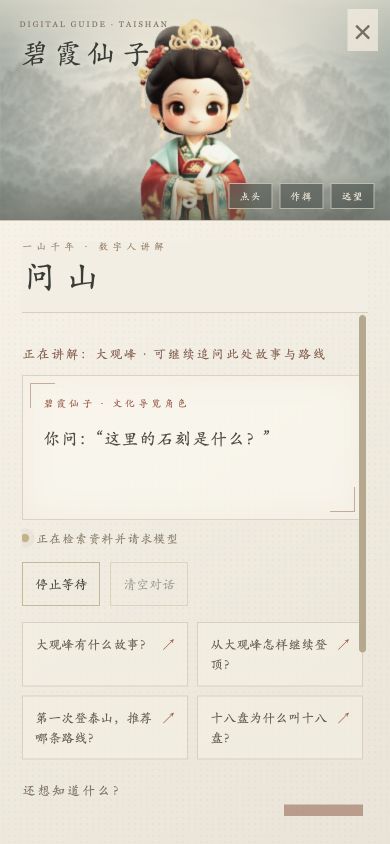 DIGITAL GUIDE · TAISHAN
碧霞仙子
点头
作揖
远望
一山千年 · 数字人讲解
问山
正在讲解：大观峰 · 可继续追问此处故事与路线
碧霞仙子 · 文化导览角色
你问：“这里的石刻是什么？”
正在检索资料并请求模型
停止等待
清空对话
大观峰有什么故事？
从大观峰怎样继续登
顶？
第一次登泰山，推荐
哪条路线？
十八盘为什么叫十八
盘？
还想知道什么？